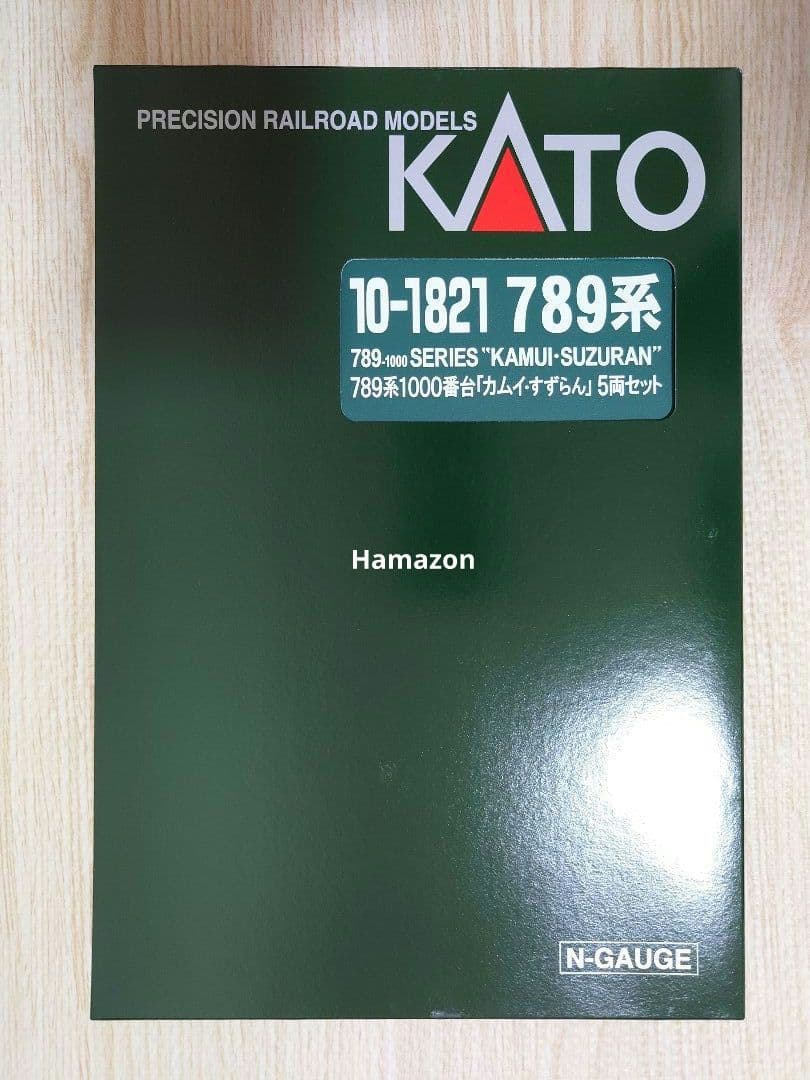 PRECISION RAILROAD MODELS
KATO
10-1821 789系
789-1000 SERIES "KAMUI・SUZURAN"
789系1000番台「カムイ・すずらん」5両セット
Hamazon
N-GAUGE